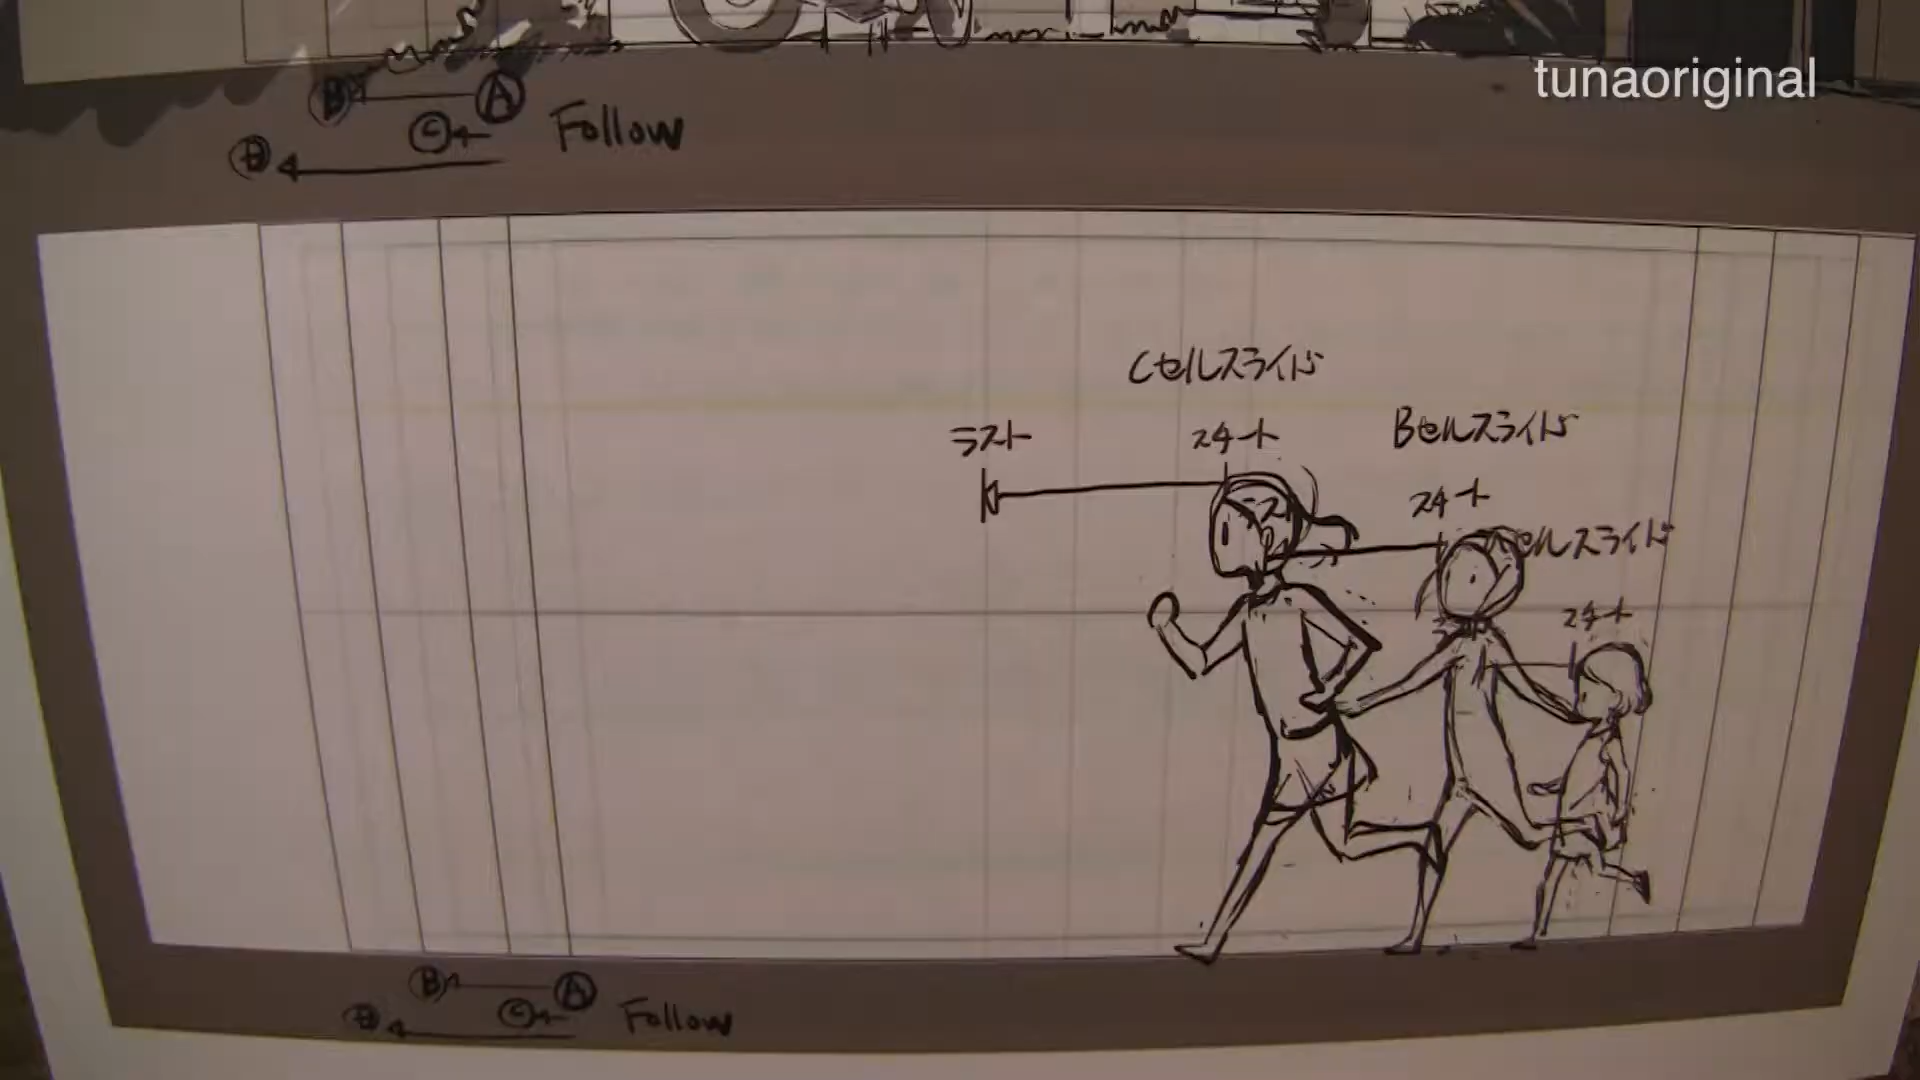 tunaoriginal
B A
C Follow
B
Cセルスライド
ラスト スタート
Bセルスライド
スタート
セルスライド
スタート
B A
C Follow
B